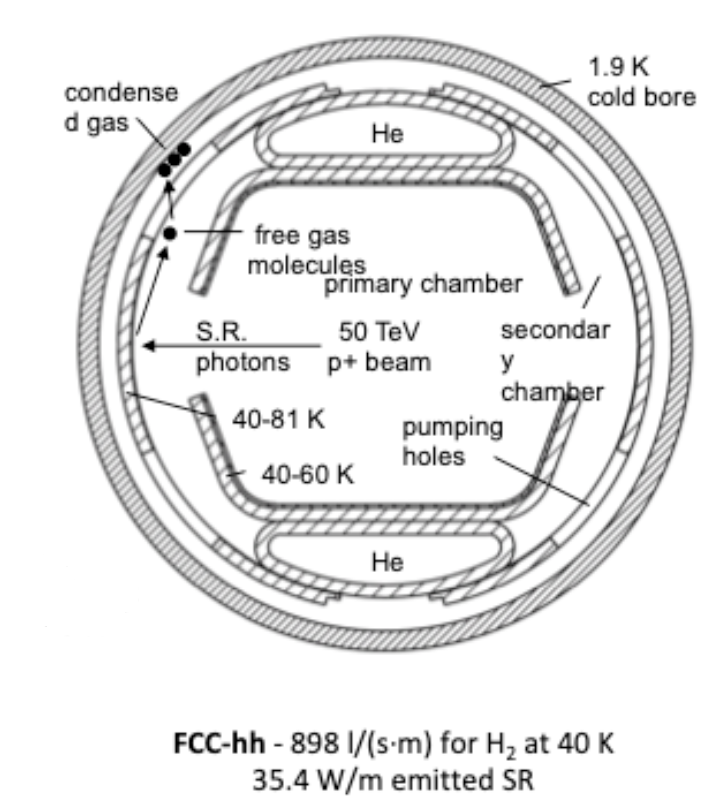 1.9 K
cold bore
condense
d gas
He
free gas
molecules
primary chamber
S.R.
photons
50 TeV
p+ beam
secondar
y
chamber
40-81 K
pumping
holes
40-60 K
He
FCC-hh - 898 l/(s·m) for H₂ at 40 K
35.4 W/m emitted SR